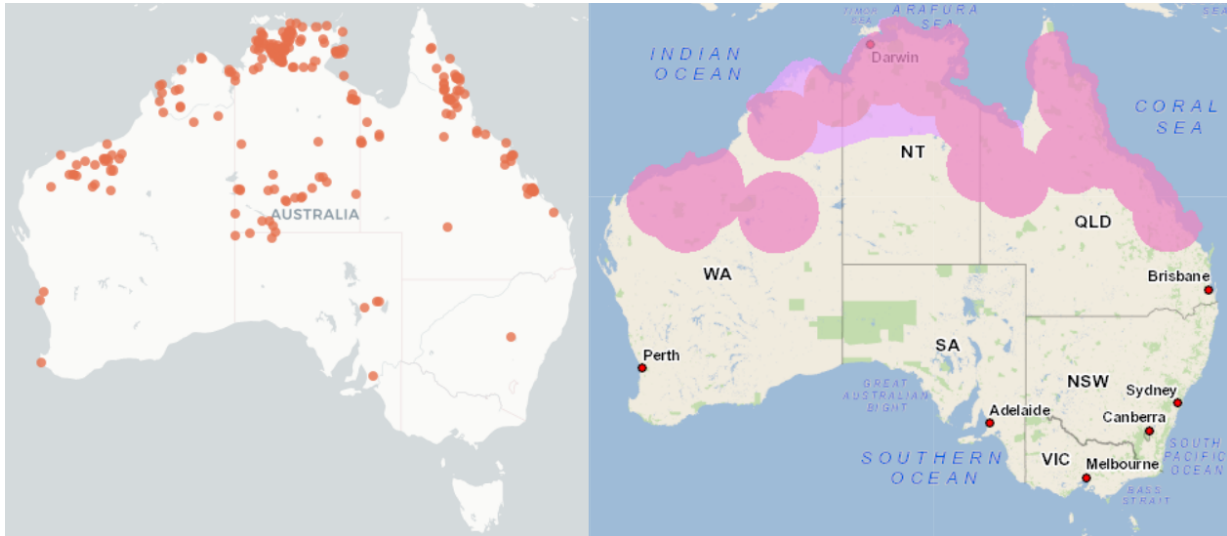 AUSTRALIA
TIMOR
SEA
ARAFURA
SEA
INDIAN
OCEAN
Darwin
CORAL
SEA
NT
QLD
WA
Brisbane
SA
Perth
NSW
GREAT
AUSTRALIAN
BIGHT
Sydney
Adelaide
Canberra
SOUTHERN
OCEAN
VIC
Melbourne
SOUTH
PACIFIC
OCEAN
BASS
STRAIT